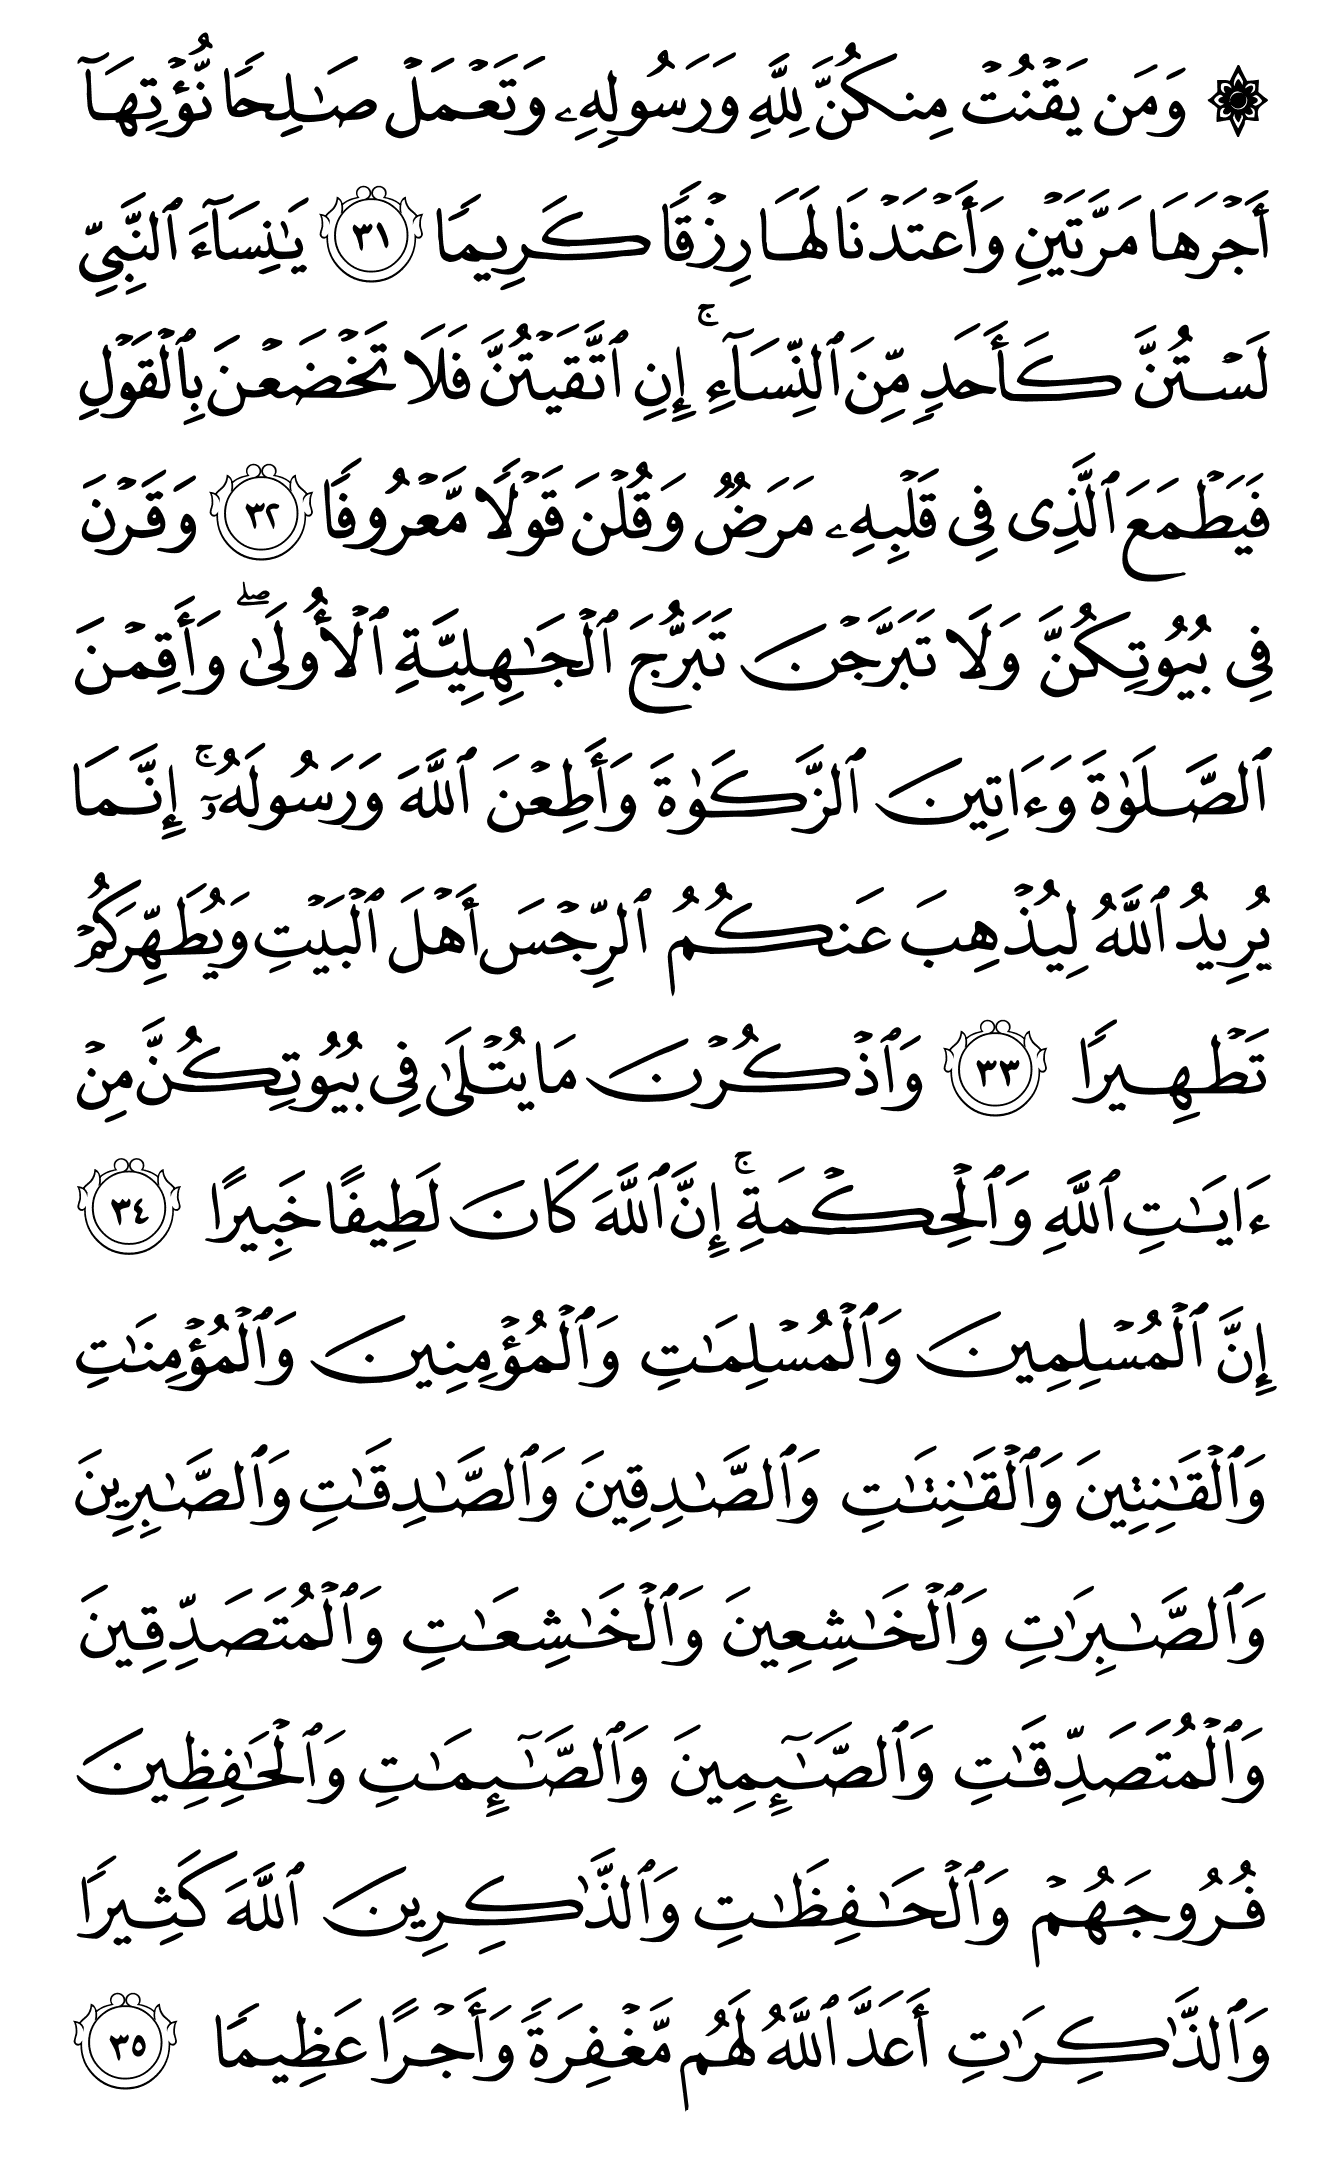 ۞ وَمَن يَقۡنُتۡ مِنكُنَّ لِلَّهِ وَرَسُولِهِۦ وَتَعۡمَلۡ صَٰلِحٗا نُّؤۡتِهَآ
أَجۡرَهَا مَرَّتَيۡنِ وَأَعۡتَدۡنَا لَهَا رِزۡقٗا كَرِيمٗا ٣١ يَٰنِسَآءَ ٱلنَّبِيِّ
لَسۡتُنَّ كَأَحَدٖ مِّنَ ٱلنِّسَآءِۚ إِنِ ٱتَّقَيۡتُنَّ فَلَا تَخۡضَعۡنَ بِٱلۡقَوۡلِ
فَيَطۡمَعَ ٱلَّذِي فِي قَلۡبِهِۦ مَرَضٞ وَقُلۡنَ قَوۡلٗا مَّعۡرُوفٗا ٣٢ وَقَرۡنَ
فِي بُيُوتِكُنَّ وَلَا تَبَرَّجۡنَ تَبَرُّجَ ٱلۡجَٰهِلِيَّةِ ٱلۡأُولَىٰۖ وَأَقِمۡنَ
ٱلصَّلَوٰةَ وَءَاتِينَ ٱلزَّكَوٰةَ وَأَطِعۡنَ ٱللَّهَ وَرَسُولَهُۥٓۚ إِنَّمَا
يُرِيدُ ٱللَّهُ لِيُذۡهِبَ عَنكُمُ ٱلرِّجۡسَ أَهۡلَ ٱلۡبَيۡتِ وَيُطَهِّرَكُمۡ
تَطۡهِيرٗا ٣٣ وَٱذۡكُرۡنَ مَا يُتۡلَىٰ فِي بُيُوتِكُنَّ مِنۡ
ءَايَٰتِ ٱللَّهِ وَٱلۡحِكۡمَةِۚ إِنَّ ٱللَّهَ كَانَ لَطِيفًا خَبِيرًا ٣٤
إِنَّ ٱلۡمُسۡلِمِينَ وَٱلۡمُسۡلِمَٰتِ وَٱلۡمُؤۡمِنِينَ وَٱلۡمُؤۡمِنَٰتِ
وَٱلۡقَٰنِتِينَ وَٱلۡقَٰنِتَٰتِ وَٱلصَّٰدِقِينَ وَٱلصَّٰدِقَٰتِ وَٱلصَّٰبِرِينَ
وَٱلصَّٰبِرَٰتِ وَٱلۡخَٰشِعِينَ وَٱلۡخَٰشِعَٰتِ وَٱلۡمُتَصَدِّقِينَ
وَٱلۡمُتَصَدِّقَٰتِ وَٱلصَّٰٓئِمِينَ وَٱلصَّٰٓئِمَٰتِ وَٱلۡحَٰفِظِينَ
فُرُوجَهُمۡ وَٱلۡحَٰفِظَٰتِ وَٱلذَّٰكِرِينَ ٱللَّهَ كَثِيرٗا
وَٱلذَّٰكِرَٰتِ أَعَدَّ ٱللَّهُ لَهُم مَّغۡفِرَةٗ وَأَجۡرًا عَظِيمٗا ٣٥